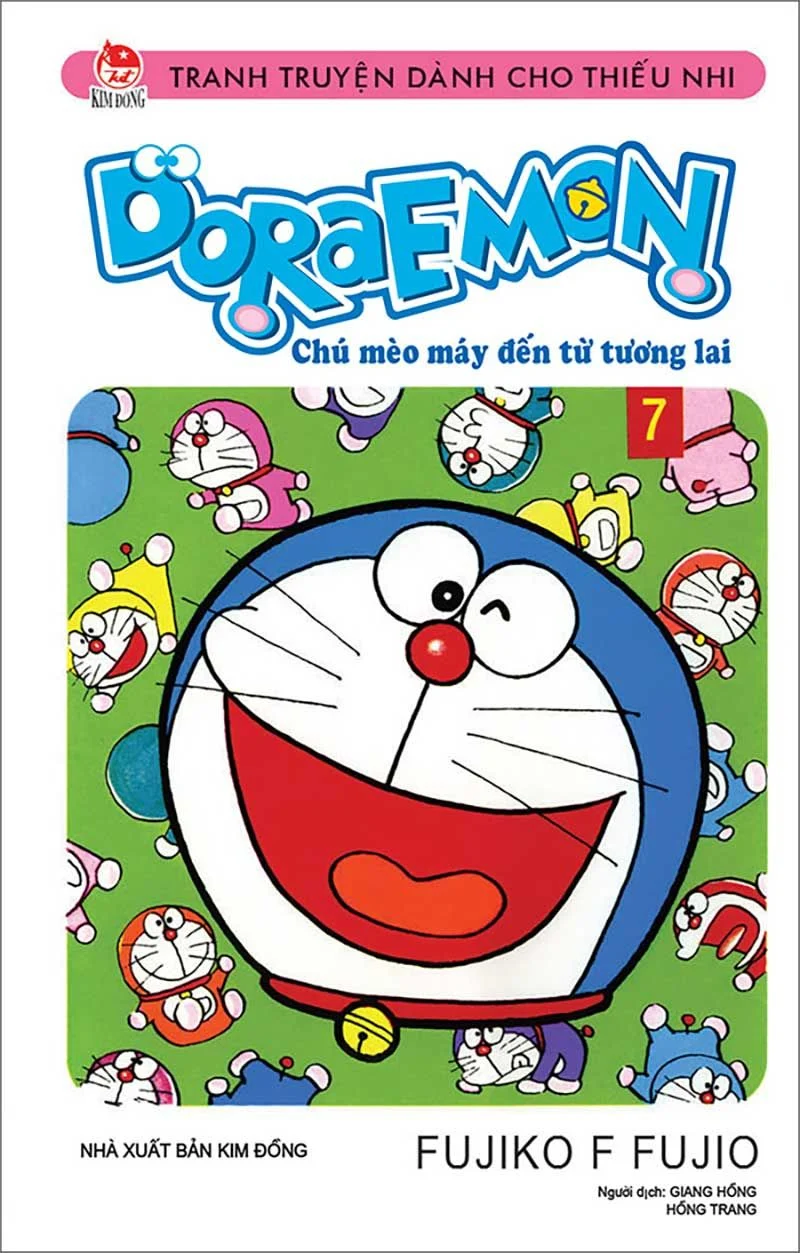 KIM ĐỒNG
TRANH TRUYỆN DÀNH CHO THIẾU NHI
DORAEMON
Chú mèo máy đến từ tương lai
7
NHÀ XUẤT BẢN KIM ĐỒNG
FUJIKO F FUJIO
Người dịch: GIANG HỒNG
HỒNG TRANG